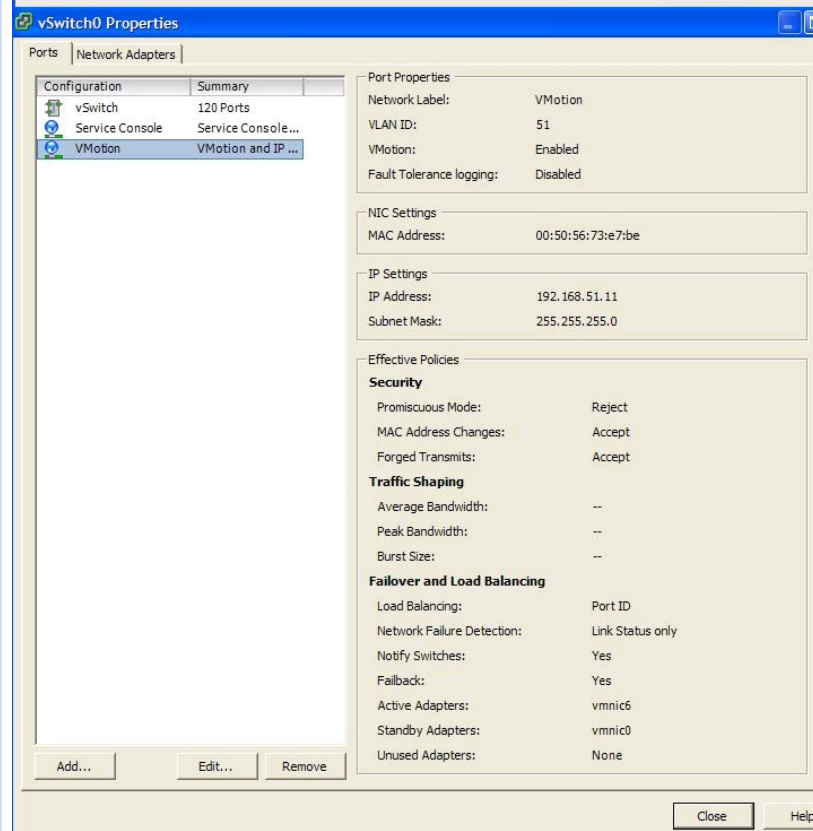 vSwitch0 Properties
Ports Network Adapters
Configuration Summary
vSwitch 120 Ports
Service Console Service Console...
VMotion VMotion and IP ...
Port Properties
Network Label: VMotion
VLAN ID: 51
VMotion: Enabled
Fault Tolerance logging: Disabled
NIC Settings
MAC Address: 00:50:56:73:e7:be
IP Settings
IP Address: 192.168.51.11
Subnet Mask: 255.255.255.0
Effective Policies
Security
Promiscuous Mode: Reject
MAC Address Changes: Accept
Forged Transmits: Accept
Traffic Shaping
Average Bandwidth: --
Peak Bandwidth: --
Burst Size: --
Failover and Load Balancing
Load Balancing: Port ID
Network Failure Detection: Link Status only
Notify Switches: Yes
Failback: Yes
Active Adapters: vmnic6
Standby Adapters: vmnic0
Unused Adapters: None
Add... Edit... Remove
Close Help